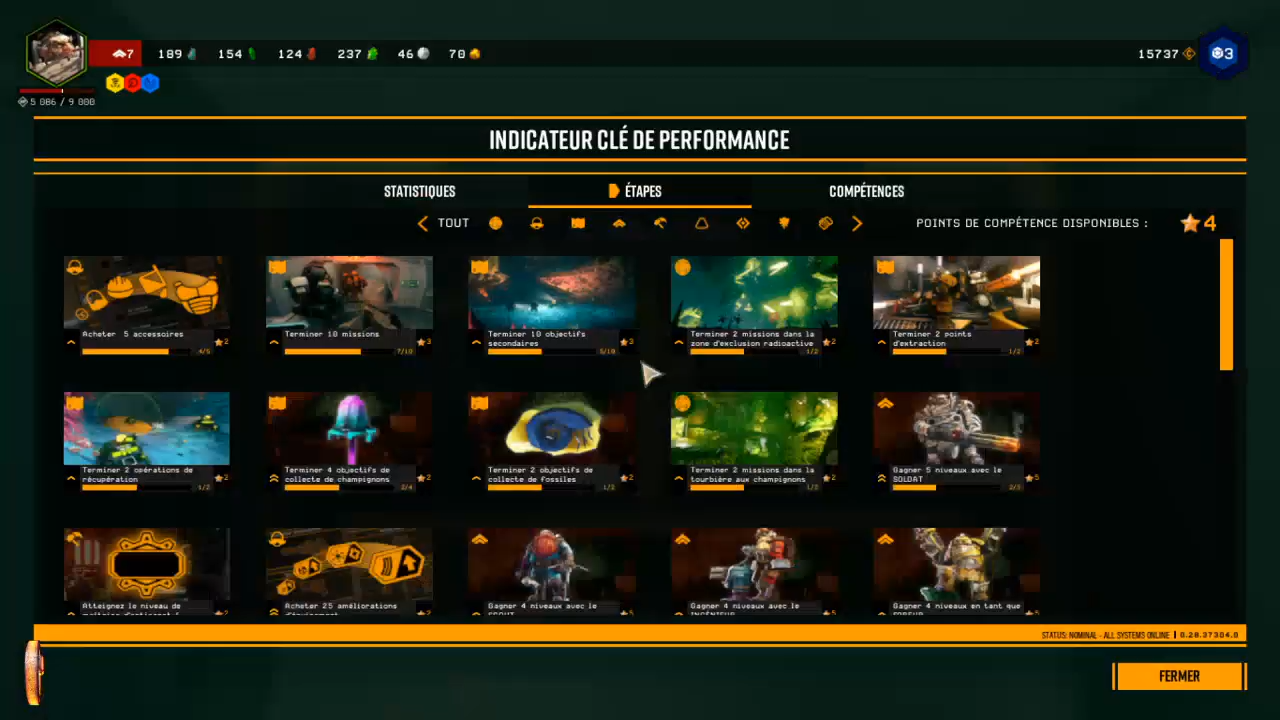 7 189 154 124 237 46 70 15737 3
5 086 / 9 000
INDICATEUR CLÉ DE PERFORMANCE
STATISTIQUES ÉTAPES COMPÉTENCES
TOUT POINTS DE COMPÉTENCE DISPONIBLES : 4
Acheter 5 accessoires 2
4/5
Terminer 10 missions 3
7/10
Terminer 10 objectifs
secondaires 3
5/10
Terminer 2 missions dans la
zone d'exclusion radioactive 2
1/2
Terminer 2 points
d'extraction 2
1/2
Terminer 2 opérations de
récupération 2
1/2
Terminer 4 objectifs de
collecte de champignons 2
2/4
Terminer 2 objectifs de
collecte de fossiles 2
1/2
Terminer 2 missions dans la
tourbière aux champignons 2
1/2
Gagner 5 niveaux avec le
SOLDAT 5
Atteignez le niveau de
Acheter 25 améliorations
Gagner 4 niveaux avec le
SCOUT
Gagner 4 niveaux avec le
INGÉNIEUR
Gagner 4 niveaux en tant que
FOREUR
STATUS: NOMINAL - ALL SYSTEMS ONLINE | 0.28.37304.0
FERMER